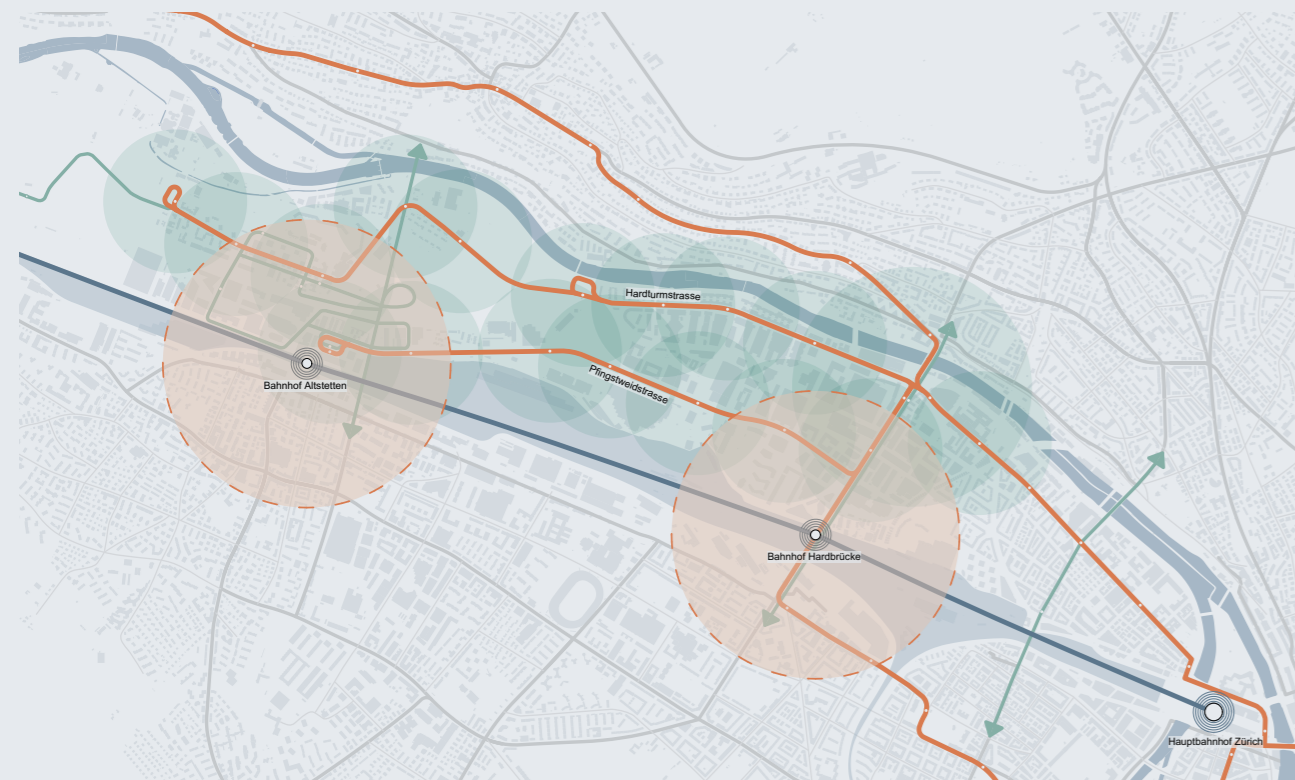 Hardturmstrasse
Pfingstweidstrasse
Bahnhof Altstetten
Bahnhof Hardbrücke
Hauptbahnhof Zürich